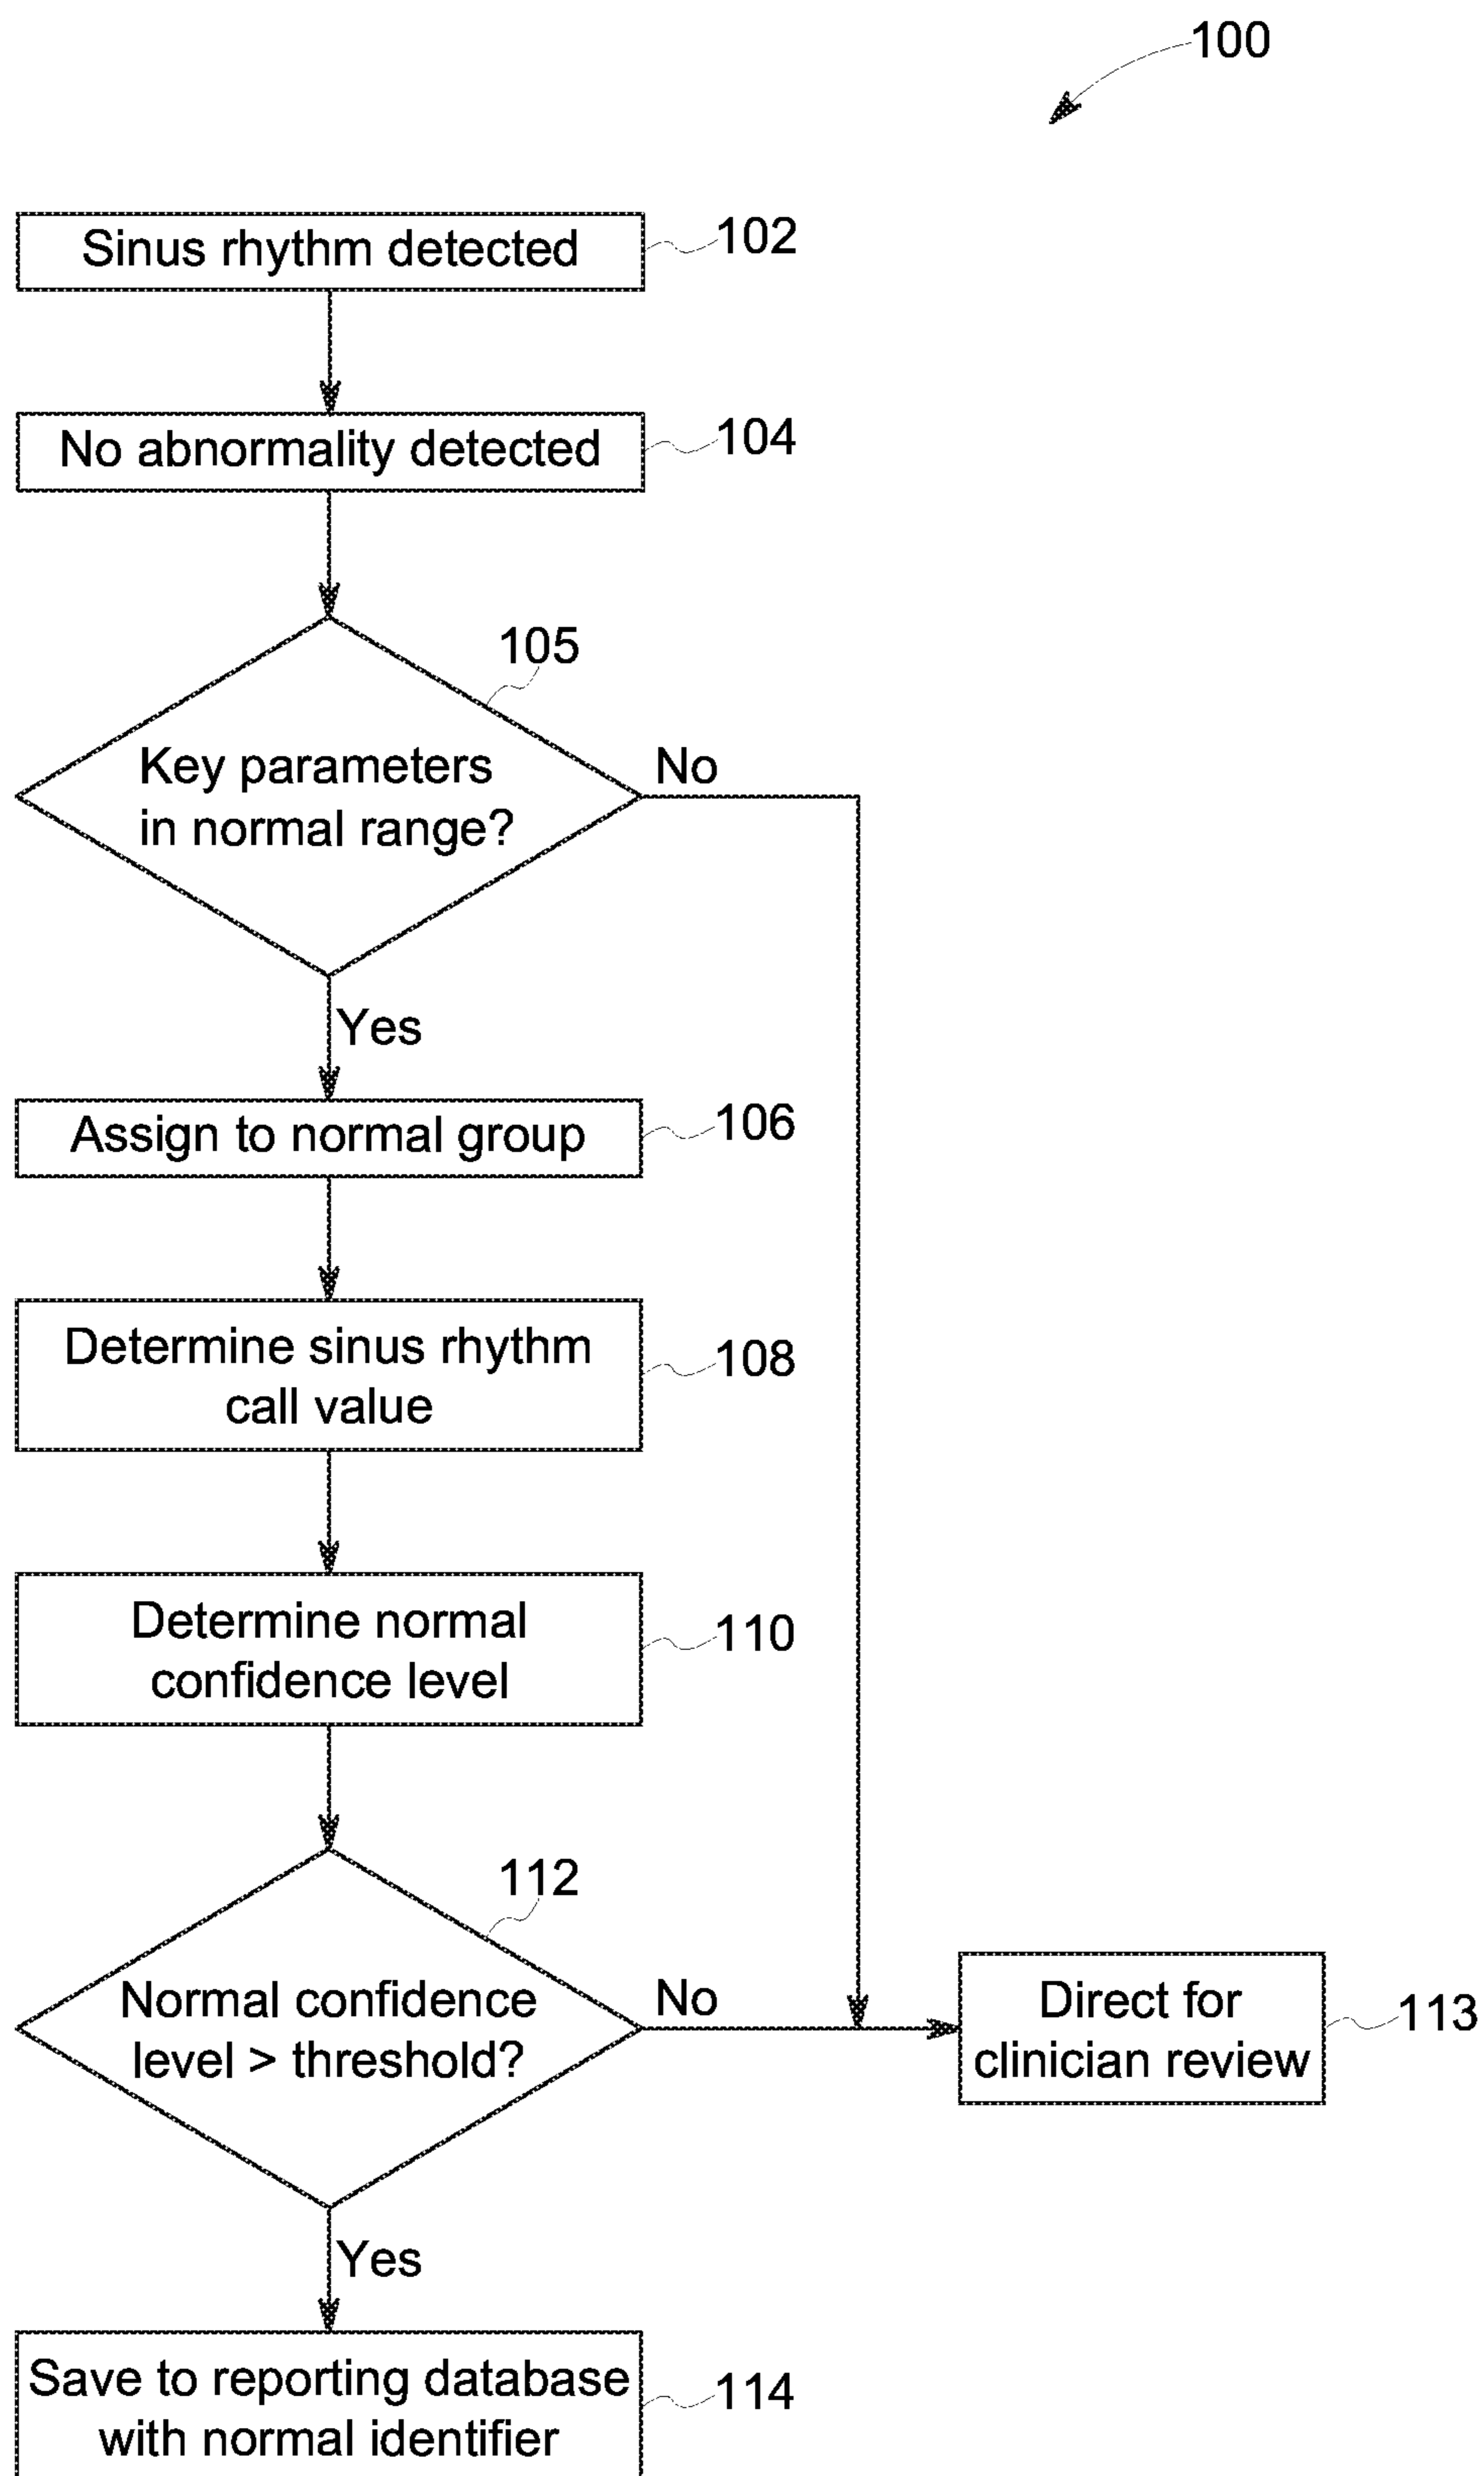 100
Sinus rhythm detected
102
No abnormality detected
104
105
Key parameters
in normal range?
No
Yes
Assign to normal group
106
Determine sinus rhythm
call value
108
Determine normal
confidence level
110
112
Normal confidence
level > threshold?
No
Direct for
clinician review
113
Yes
Save to reporting database
with normal identifier
114